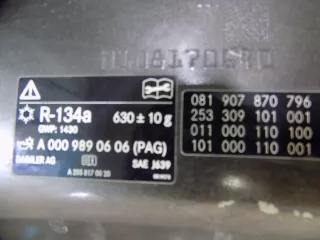 R-134a 630 ± 10 g
GWP: 1430
A 000 989 06 06 (PAG)
DAIMLER AG SAE J639
081 907 870 796
253 309 101 001
011 000 110 100
101 000 110 001